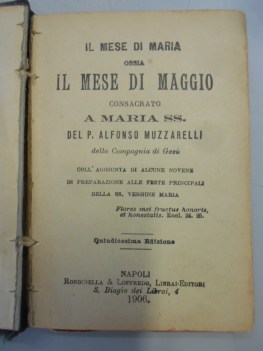 IL MESE DI MARIA
OSSIA
IL MESE DI MAGGIO
CONSACRATO
A MARIA SS.
DEL P. ALFONSO MUZZARELLI
della Compagnia di Gesù
COLL'AGGIUNTA DI ALCUNE NOVENE
DI PREPARAZIONE ALLE FESTE PRINCIPALI
DELLA SS. VERGINE MARIA
Flores mei fructus honoris,
et honestatis. Eccl. 24. 23.
Quindicesima Edizione
NAPOLI
RONDINELLA & LOFFREDO, LIBRAI-EDITORI
S. Biagio dei Librai, 4
1906.